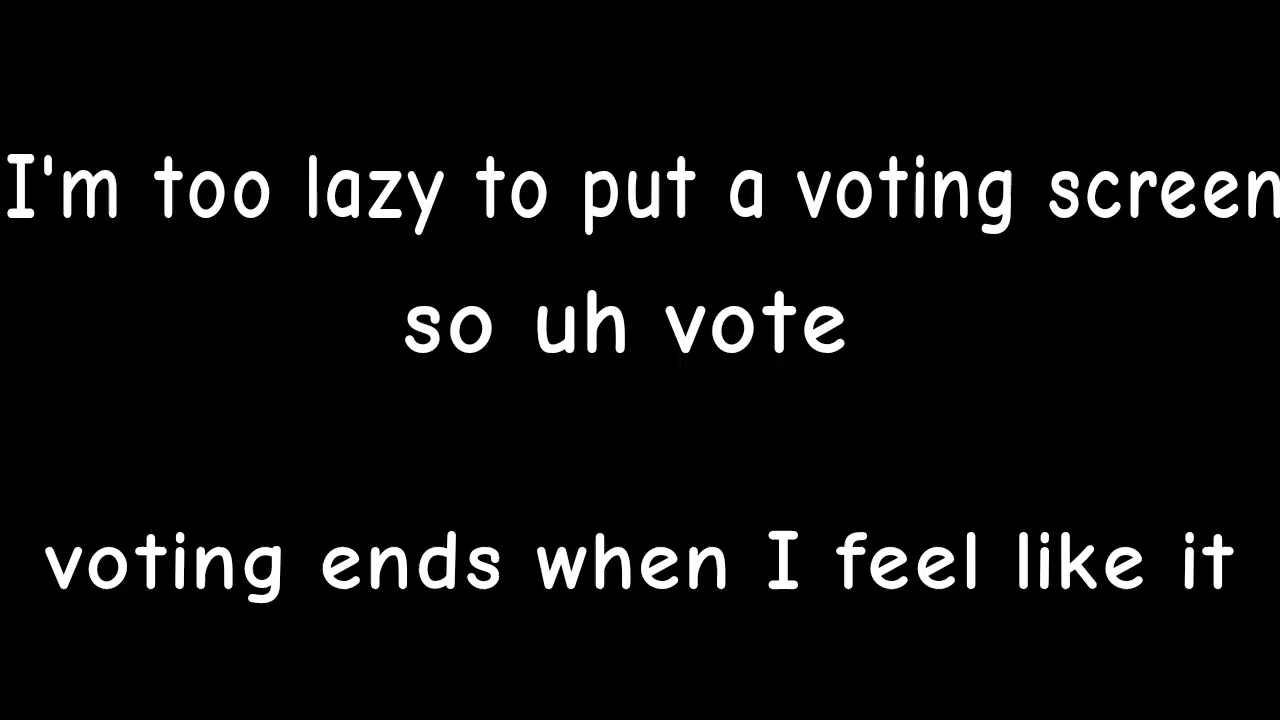 I'm too lazy to put a voting screen
so uh vote
voting ends when I feel like it